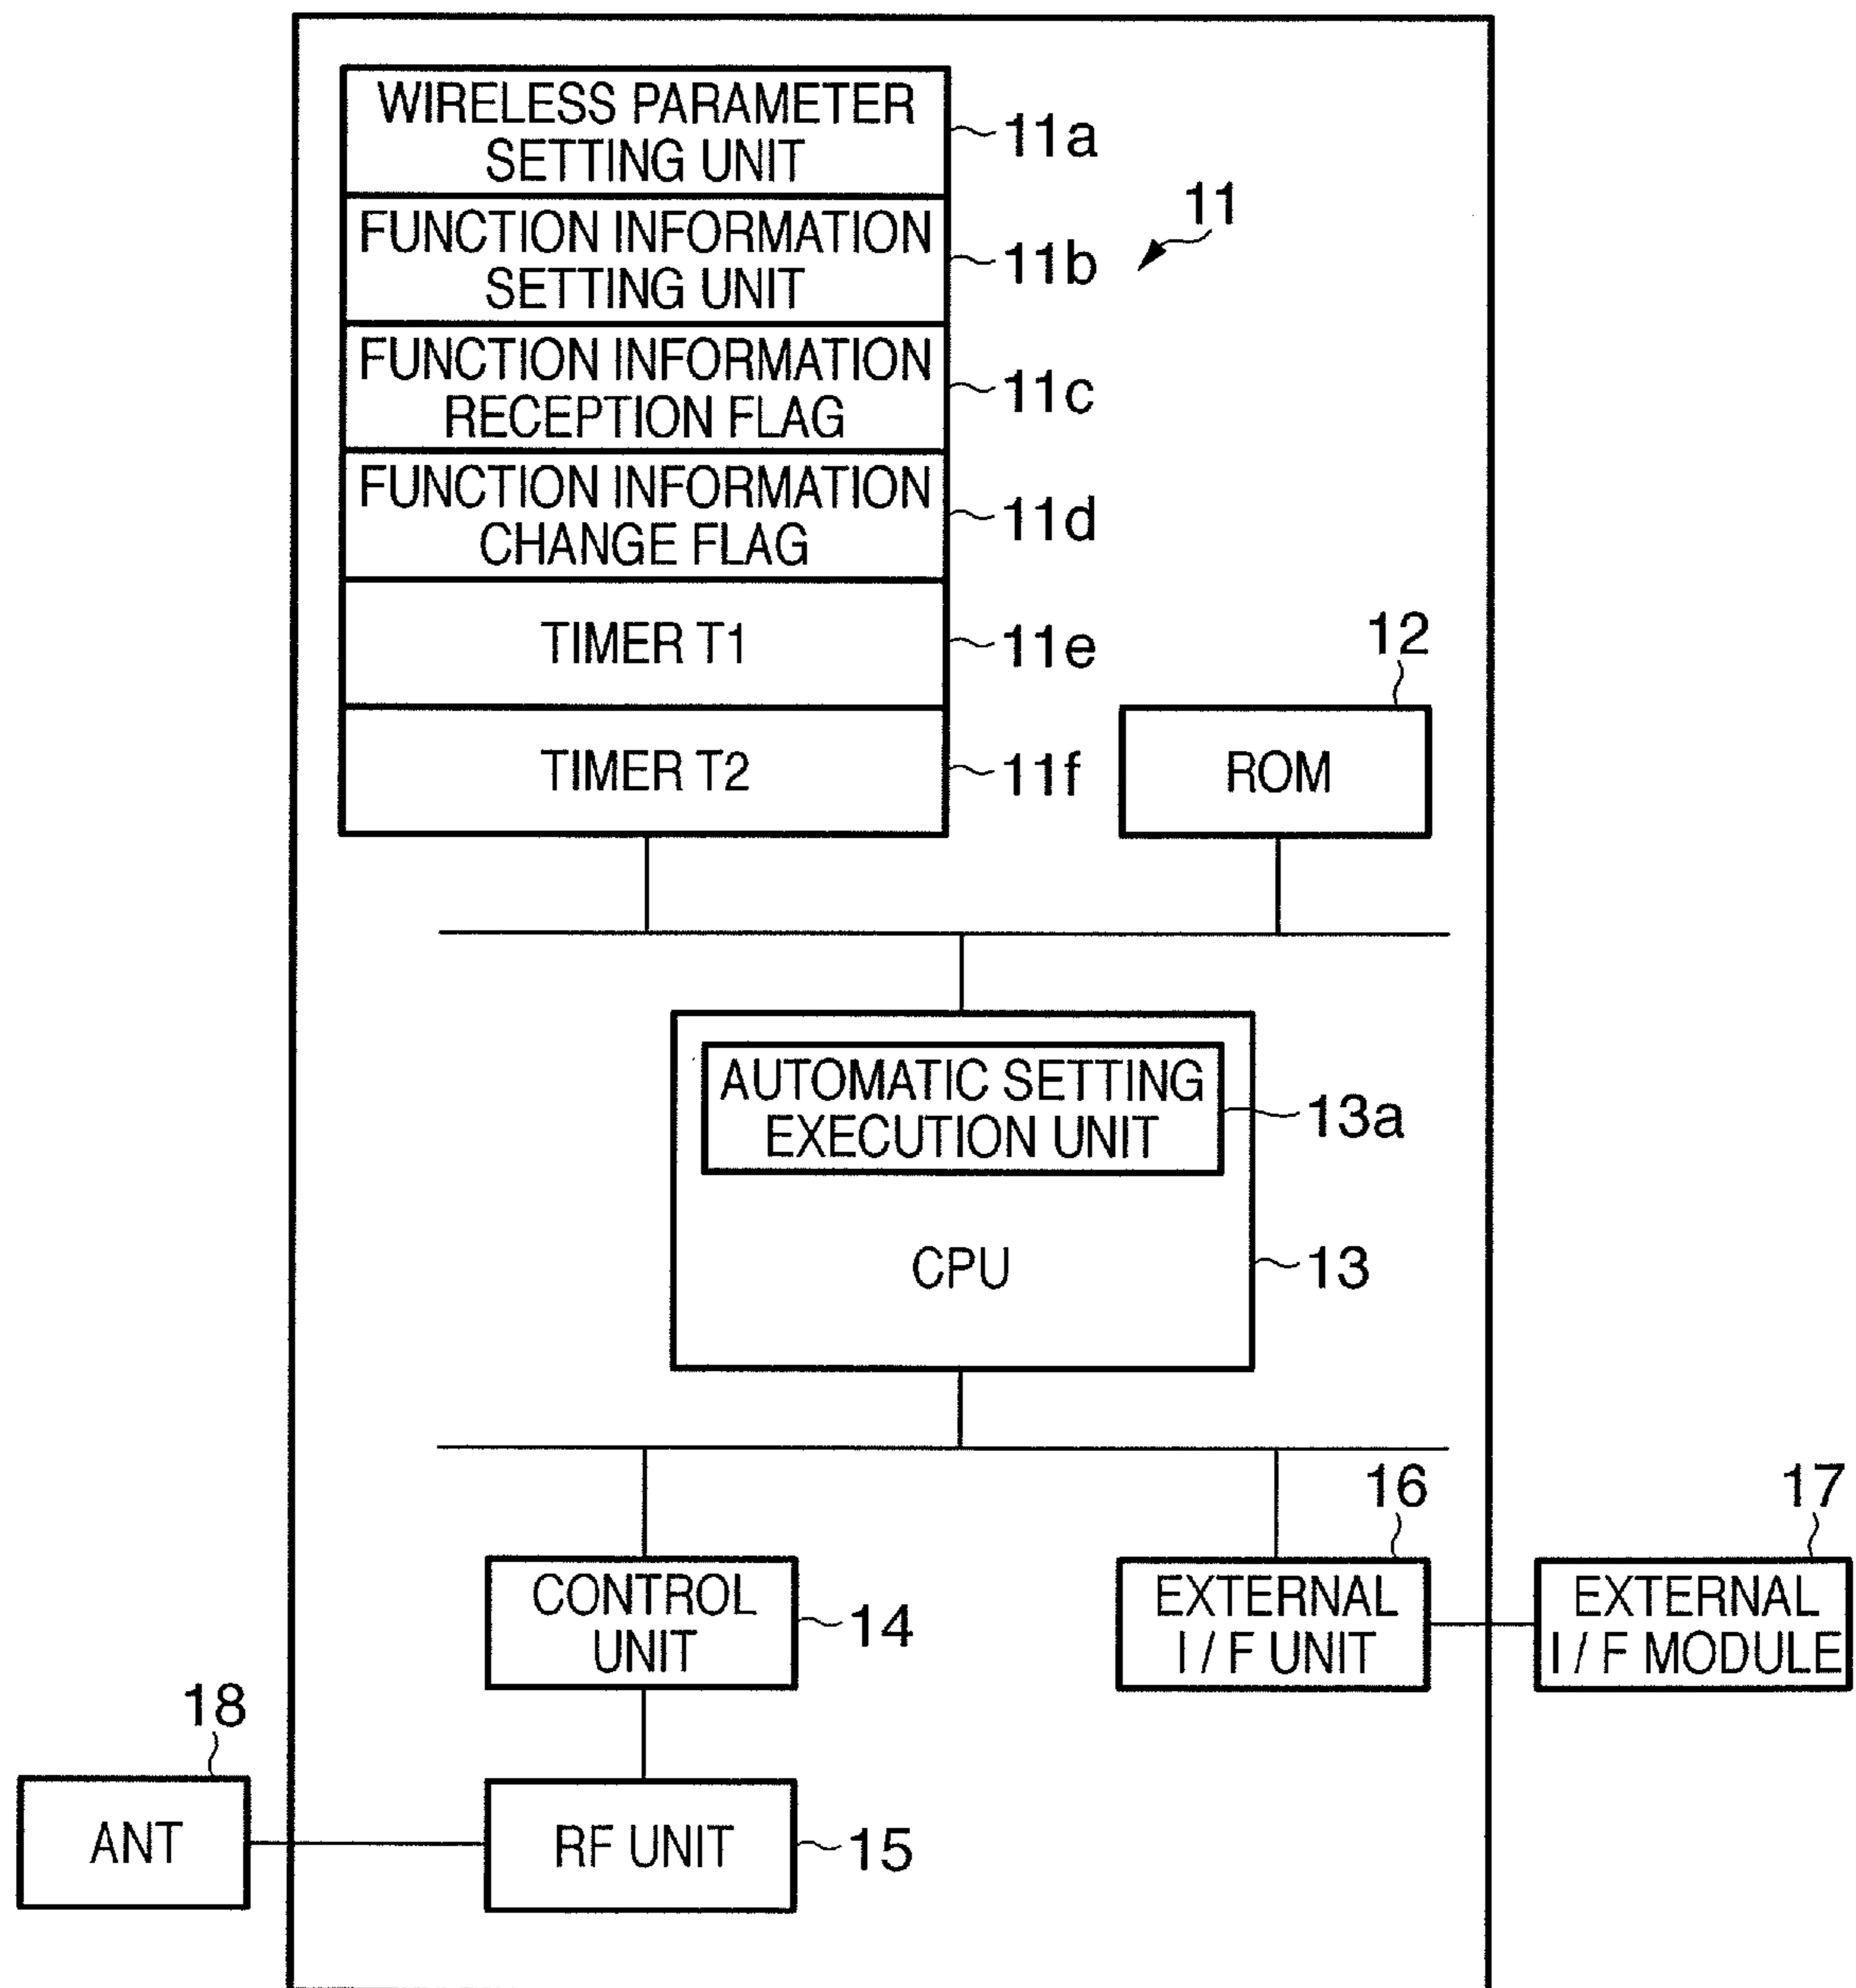 WIRELESS PARAMETER
SETTING UNIT
11a
FUNCTION INFORMATION
SETTING UNIT
11b
11
FUNCTION INFORMATION
RECEPTION FLAG
11c
FUNCTION INFORMATION
CHANGE FLAG
11d
TIMER T1
11e
12
TIMER T2
11f
ROM
AUTOMATIC SETTING
EXECUTION UNIT
13a
CPU
13
16
17
CONTROL
UNIT
14
EXTERNAL
I / F UNIT
EXTERNAL
I / F MODULE
18
ANT
RF UNIT
15